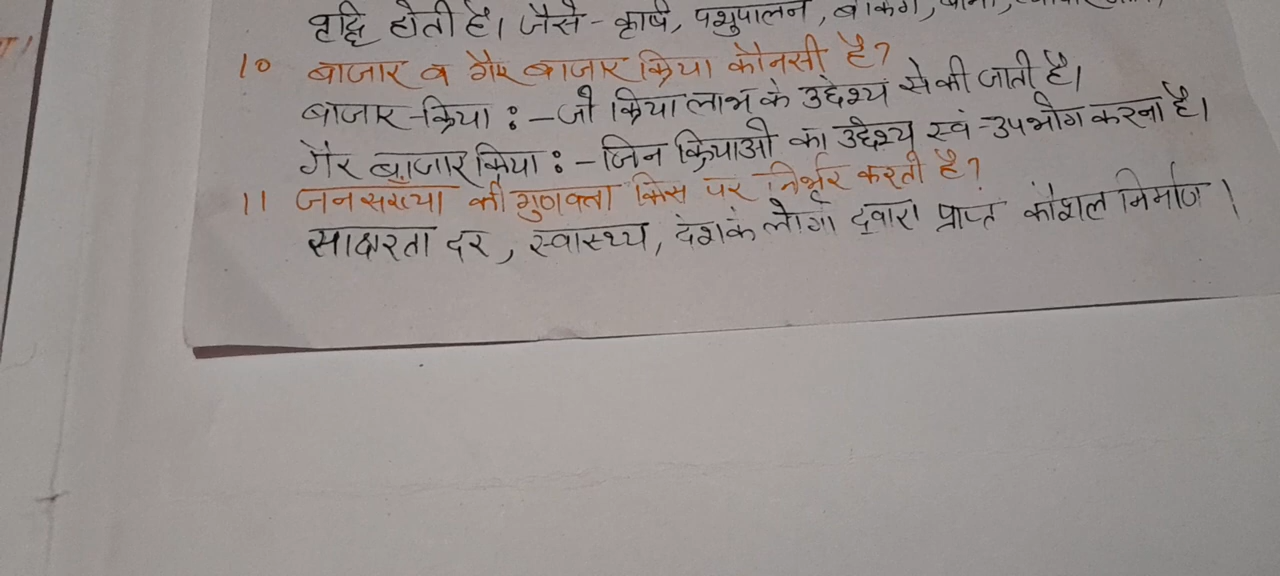 वृद्धि होती है। जैसे - कृषि, पशुपालन,
10 बाजार व गैर बाजार क्रिया कौनसी है?
बाजार-क्रिया :- जो क्रिया लाभ के उद्देश्य से की जाती है।
गैर बाजार क्रिया :- जिन क्रियाओ का उद्देश्य स्वं-उपभोग करना है।
11 जनसंख्या की गुणवत्ता किस पर निर्भर करती है?
साक्षरता दर, स्वास्थ्य, देश के लोगों द्वारा प्राप्त कौशल निर्माण।